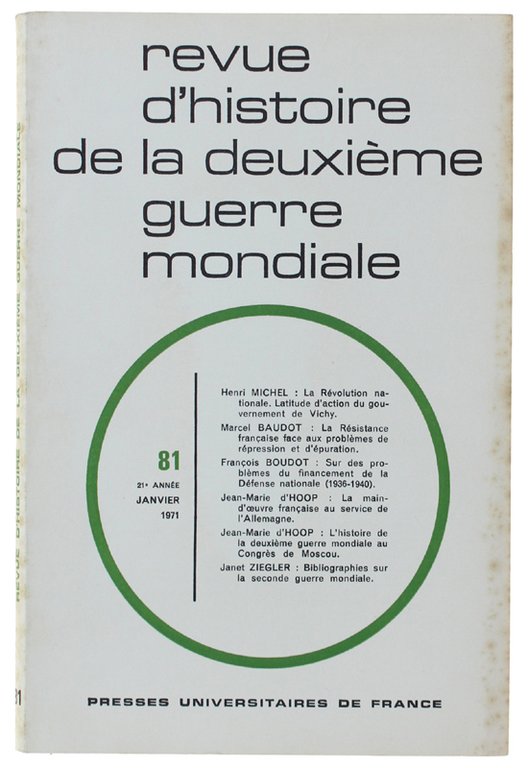 revue
d'histoire
de la deuxième
guerre
mondiale
81
21e ANNÉE
JANVIER
1971
Henri MICHEL : La Révolution na-
tionale. Latitude d'action du gou-
vernement de Vichy.
Marcel BAUDOT : La Résistance
française face aux problèmes de
répression et d'épuration.
François BOUDOT : Sur des pro-
blèmes du financement de la
Défense nationale (1936-1940).
Jean-Marie d'HOOP : La main-
d'œuvre française au service de
l'Allemagne.
Jean-Marie d'HOOP : L'histoire de
la deuxième guerre mondiale au
Congrès de Moscou.
Janet ZIEGLER : Bibliographies sur
la seconde guerre mondiale.
PRESSES UNIVERSITAIRES DE FRANCE
REVUE D'HISTOIRE DE LA DEUXIÈME GUERRE MONDIALE
81